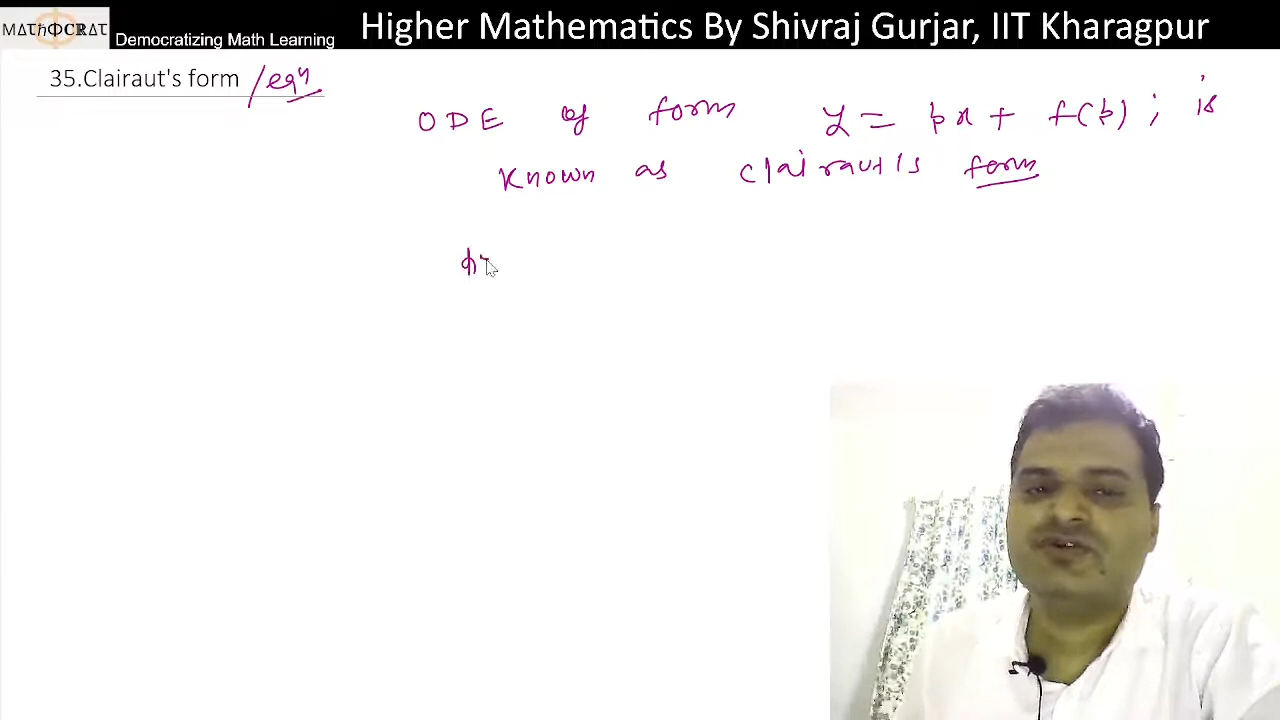 MATHOCRAT
Democratizing Math Learning
Higher Mathematics By Shivraj Gurjar, IIT Kharagpur
35.Clairaut's form /eqn
ODE of form y = px + f(p) ; is
known as clairaut's form